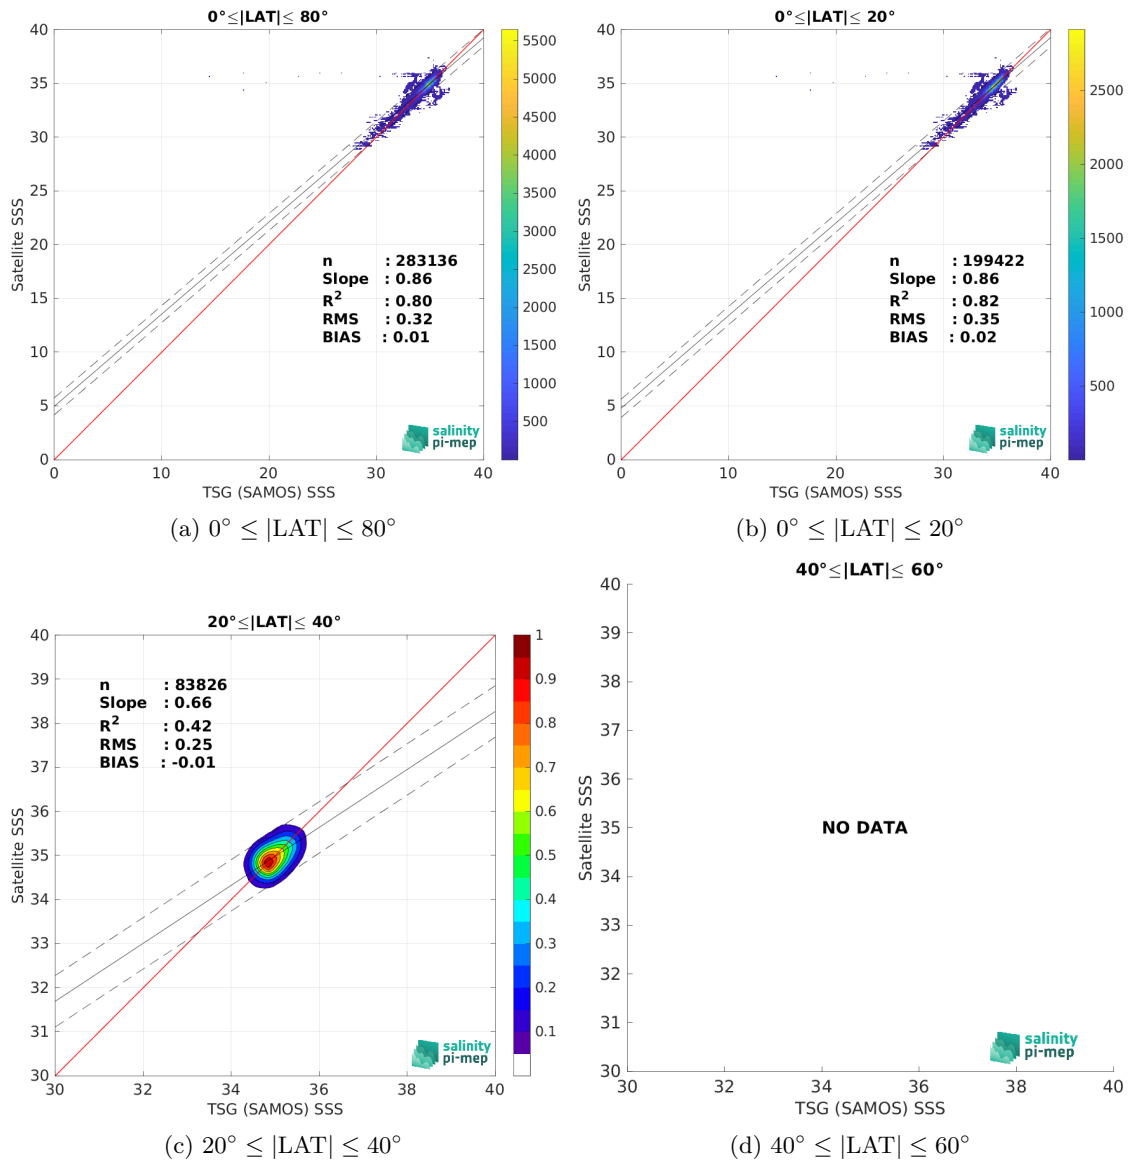 0°≤|LAT|≤ 80°
40
35
30
25
20
15
10
5
0
0
10
20
30
40
Satellite SSS
TSG (SAMOS) SSS
n : 283136
Slope : 0.86
R² : 0.80
RMS : 0.32
BIAS : 0.01
salinity
pi-mep
5500
5000
4500
4000
3500
3000
2500
2000
1500
1000
500
(a) 0° ≤ |LAT| ≤ 80°
0°≤|LAT|≤ 20°
40
35
30
25
20
15
10
5
0
0
10
20
30
40
Satellite SSS
TSG (SAMOS) SSS
n : 199422
Slope : 0.86
R² : 0.82
RMS : 0.35
BIAS : 0.02
salinity
pi-mep
2500
2000
1500
1000
500
(b) 0° ≤ |LAT| ≤ 20°
20°≤|LAT|≤ 40°
40
39
38
37
36
35
34
33
32
31
30
30
32
34
36
38
40
Satellite SSS
TSG (SAMOS) SSS
n : 83826
Slope : 0.66
R² : 0.42
RMS : 0.25
BIAS : -0.01
salinity
pi-mep
1
0.9
0.8
0.7
0.6
0.5
0.4
0.3
0.2
0.1
(c) 20° ≤ |LAT| ≤ 40°
40°≤|LAT|≤ 60°
40
39
38
37
36
35
34
33
32
31
30
30
32
34
36
38
40
Satellite SSS
TSG (SAMOS) SSS
NO DATA
salinity
pi-mep
(d) 40° ≤ |LAT| ≤ 60°